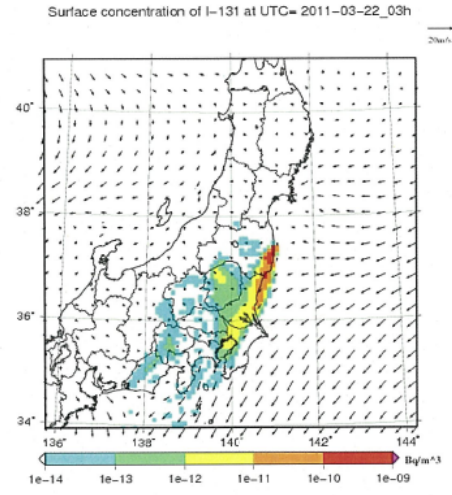 Surface concentration of I-131 at UTC= 2011-03-22_03h
20m/s
40°
38°
36°
34°
136° 138° 140° 142° 144°
Bq/m^3
1e-14 1e-13 1e-12 1e-11 1e-10 1e-09